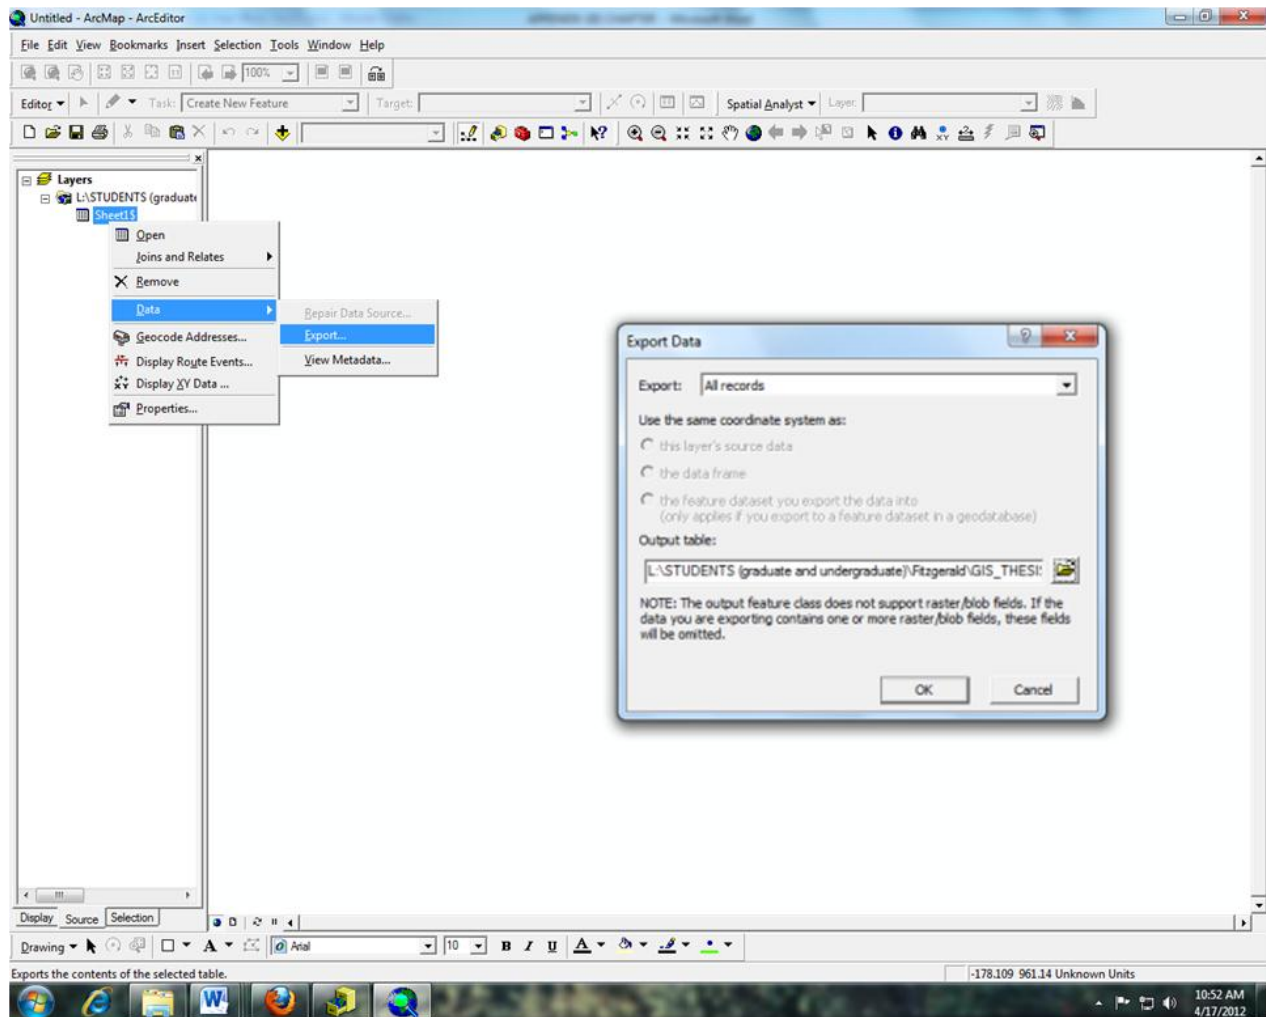 Untitled - ArcMap - ArcEditor
File Edit View Bookmarks Insert Selection Tools Window Help
100%
Editor Task: Create New Feature Target: Spatial Analyst Layer:
Layers
L:\STUDENTS (graduate
Sheet1$
Open
Joins and Relates
Remove
Data
Geocode Addresses...
Display Route Events...
Display XY Data ...
Properties...
Repair Data Source...
Export...
View Metadata...
Export Data
Export: All records
Use the same coordinate system as:
this layer's source data
the data frame
the feature dataset you export the data into
(only applies if you export to a feature dataset in a geodatabase)
Output table:
L:\STUDENTS (graduate and undergraduate)\Fitzgerald\GIS_THESI
NOTE: The output feature class does not support raster/blob fields. If the
data you are exporting contains one or more raster/blob fields, these fields
will be omitted.
OK Cancel
Display Source Selection
Drawing A Arial 10 B I U A
Exports the contents of the selected table. -178.109 961.14 Unknown Units
10:52 AM
4/17/2012